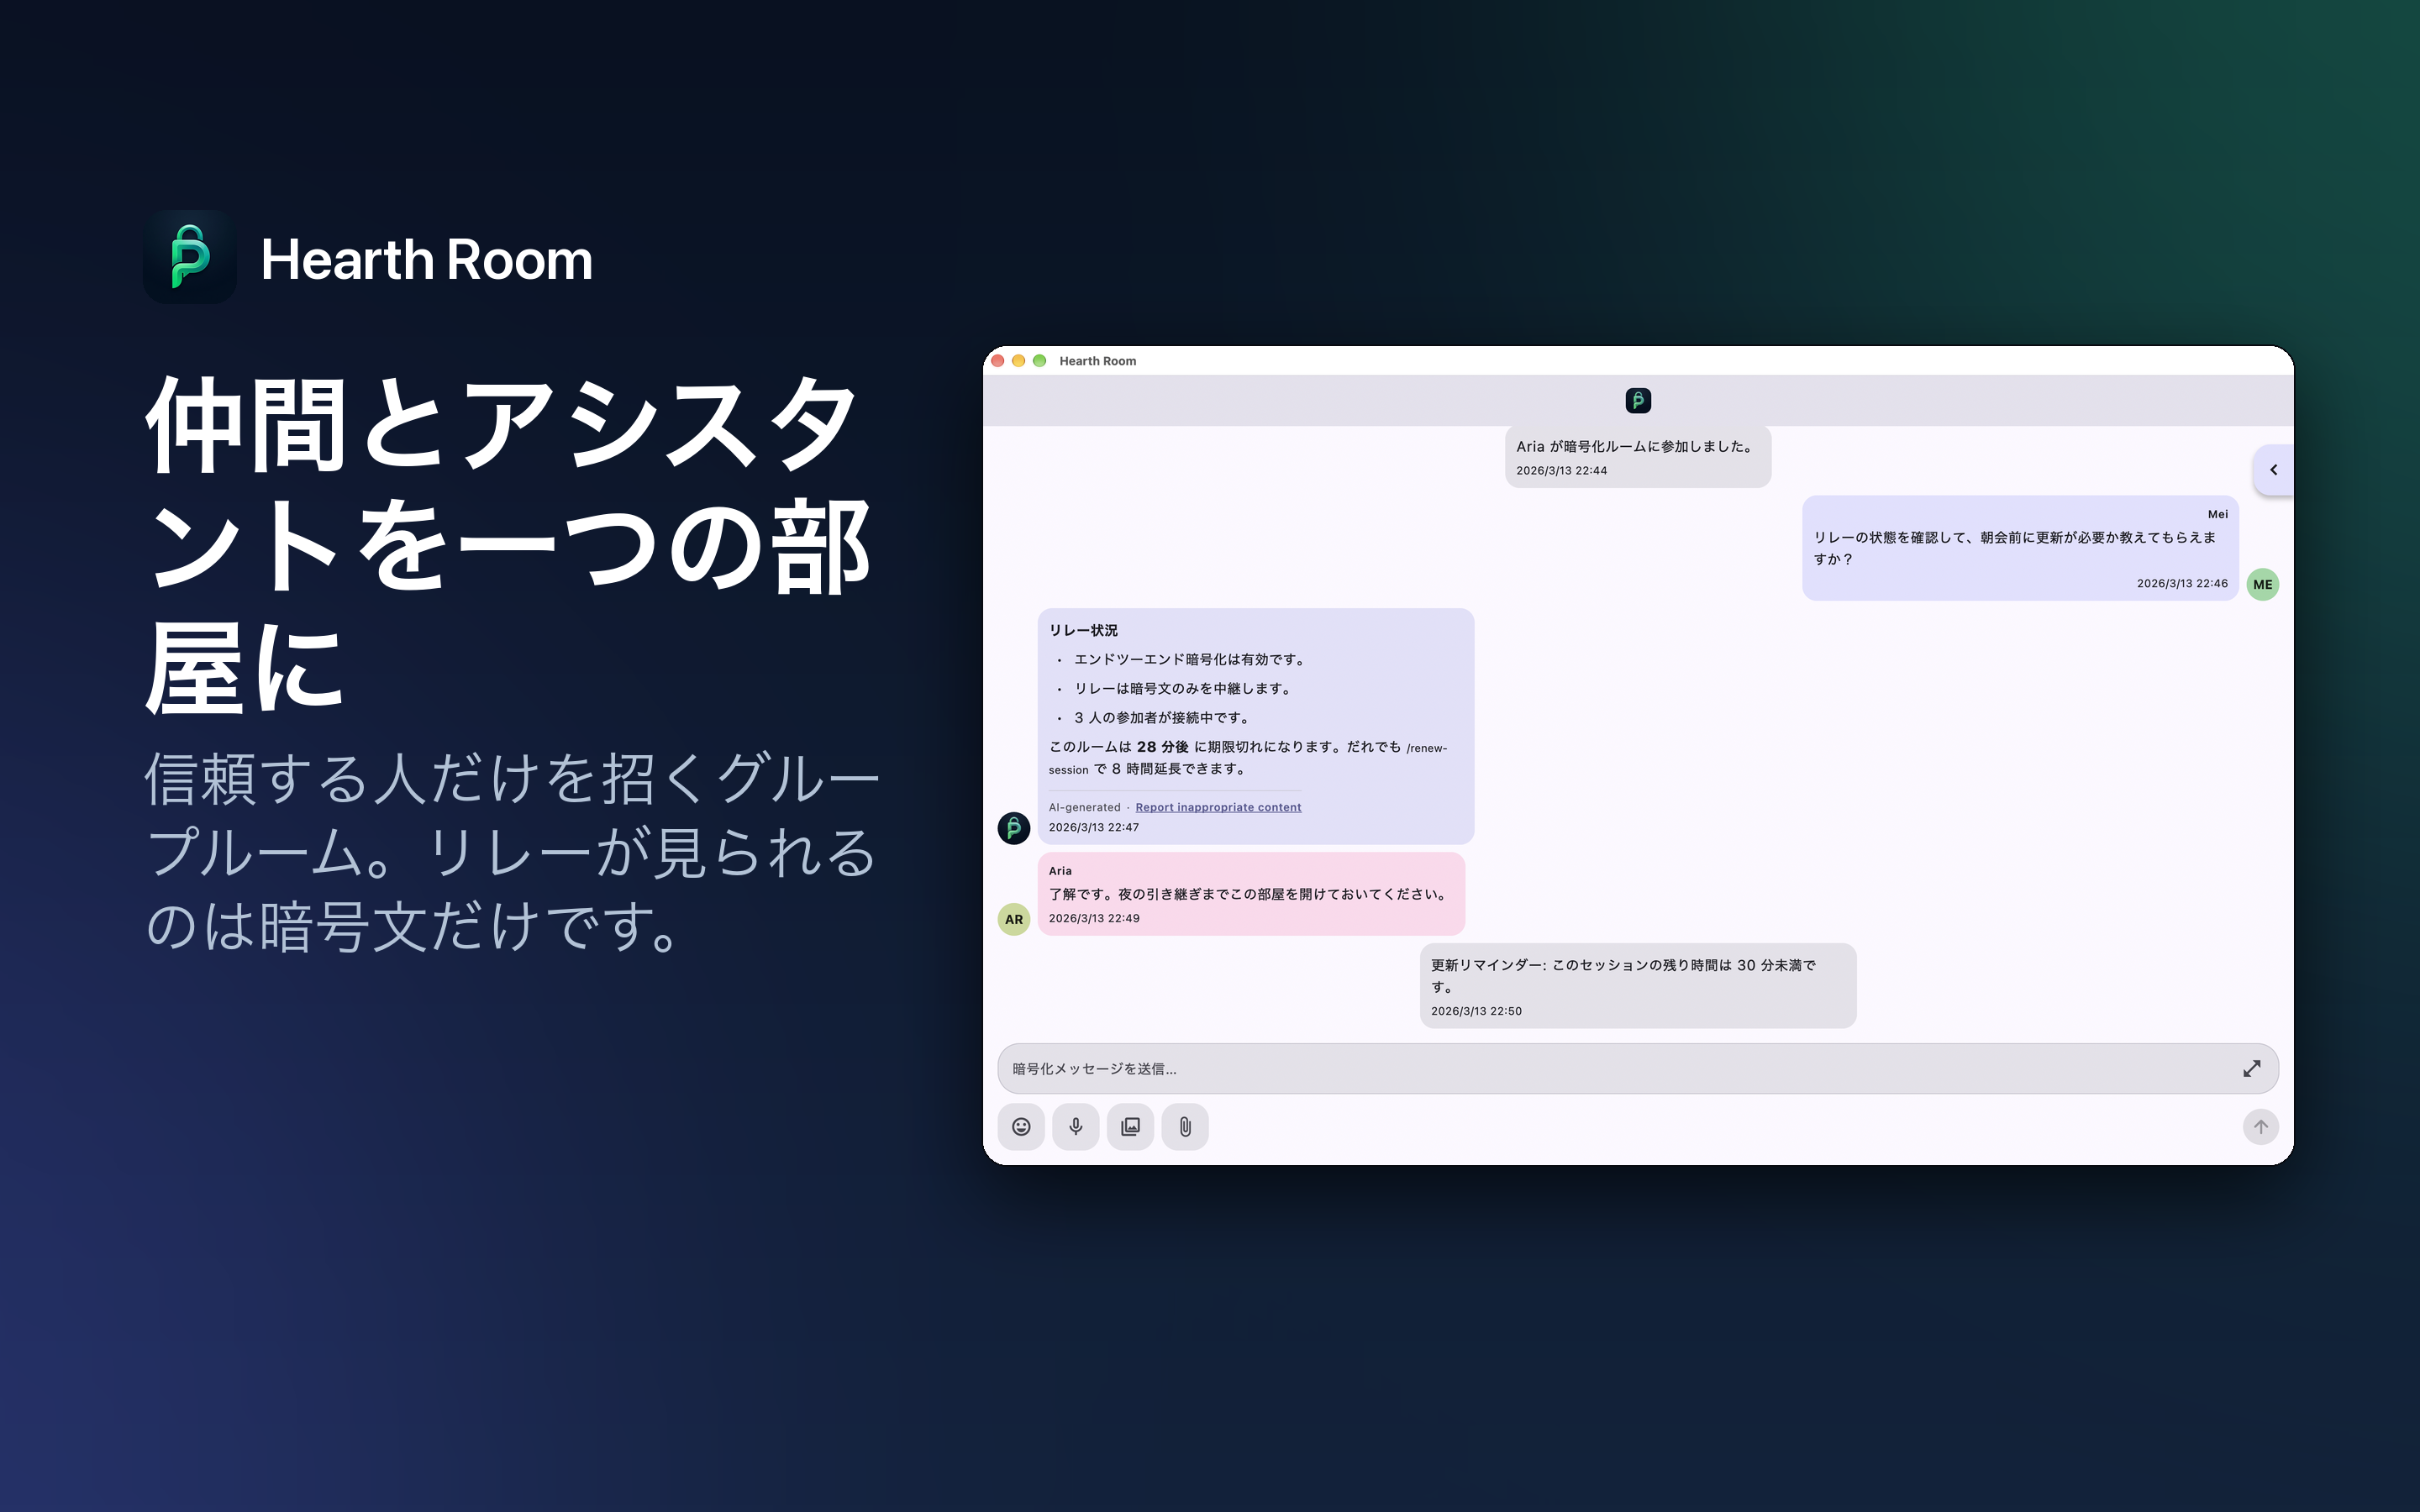 Hearth Room
仲間とアシスタ
ントを一つの部
屋に
信頼する人だけを招くグルー
プルーム。リレーが見られる
のは暗号文だけです。
Hearth Room
Aria が暗号化ルームに参加しました。
2026/3/13 22:44
Mei
リレーの状態を確認して、朝会前に更新が必要か教えてもらえま
すか？
2026/3/13 22:46
ME
リレー状況
・ エンドツーエンド暗号化は有効です。
・ リレーは暗号文のみを中継します。
・ 3 人の参加者が接続中です。
このルームは 28 分後 に期限切れになります。だれでも /renew-
session で 8 時間延長できます。
AI-generated · Report inappropriate content
2026/3/13 22:47
Aria
了解です。夜の引き継ぎまでこの部屋を開けておいてください。
2026/3/13 22:49
AR
更新リマインダー: このセッションの残り時間は 30 分未満で
す。
2026/3/13 22:50
暗号化メッセージを送信...